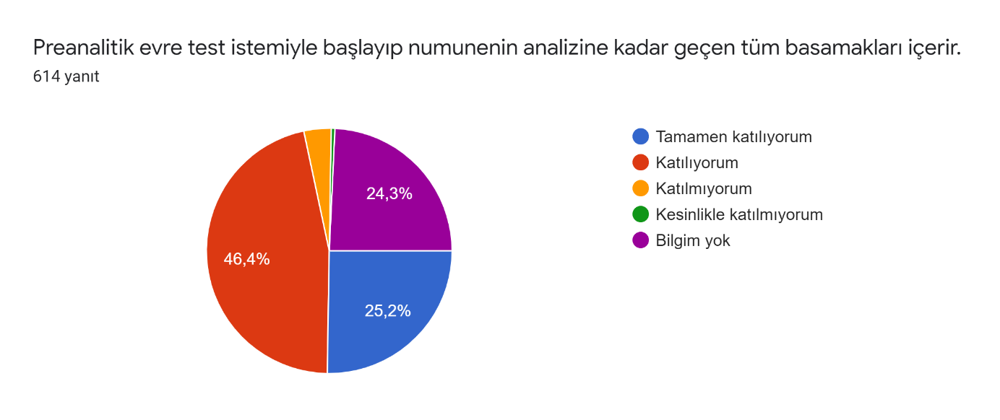 Preanalitik evre test istemiyle başlayıp numunenin analizine kadar geçen tüm basamakları içerir.
614 yanıt
Tamamen katılıyorum
Katılıyorum
Katılmıyorum
Kesinlikle katılmıyorum
Bilgim yok
24,3%
46,4%
25,2%